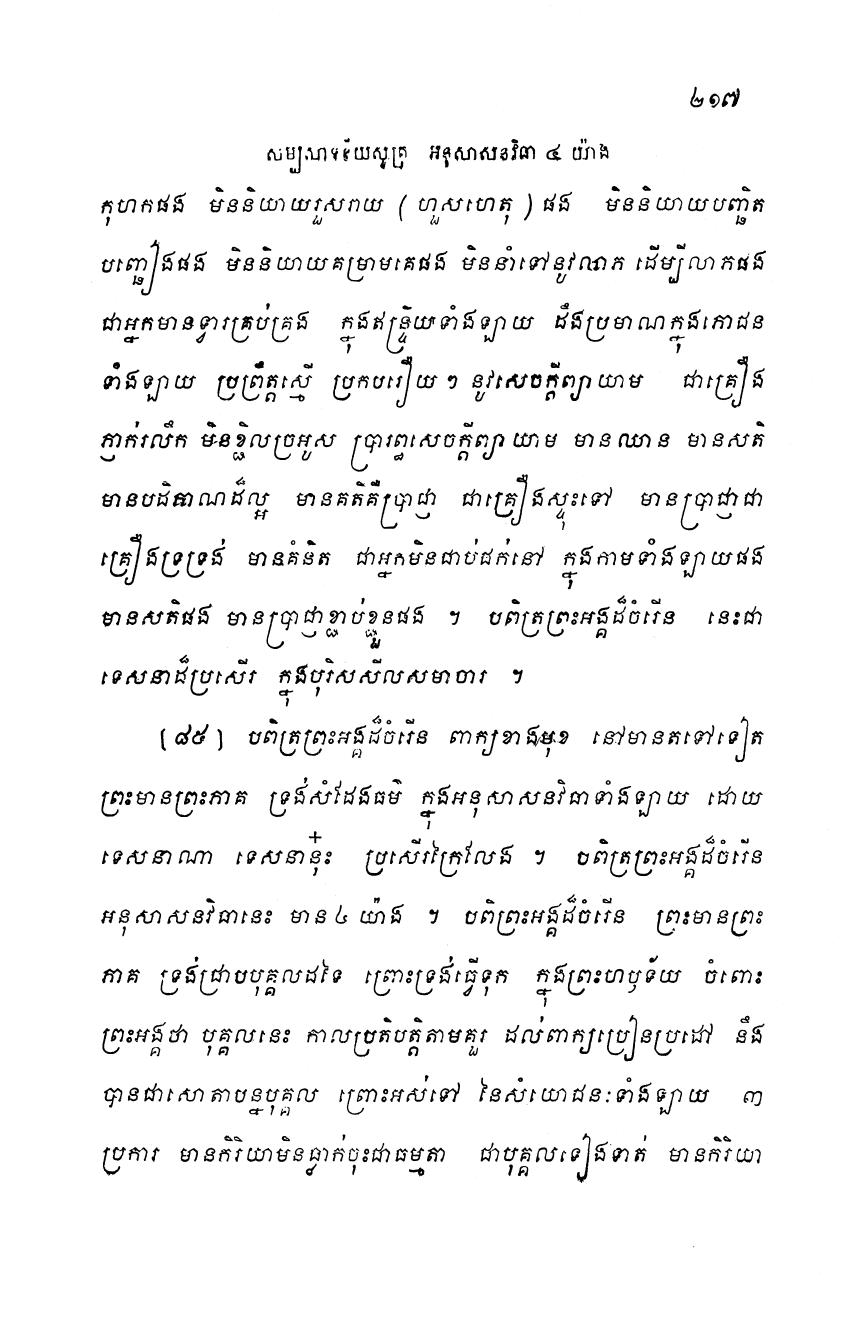 ២១៧
សម្បសាទនីយសូត្រ អនុសាសនវិធា ៤ យ៉ាង
កុហកផង មិននិយាយរួសរាយ ( ហួសហេតុ ) ផង មិននិយាយបញ្ឆិត
បញ្ឆៀងផង មិននិយាយគម្រាមគេផង មិននាំទៅនូវលាភ ដើម្បីលាភផង
ជាអ្នកមានទ្វារគ្រប់គ្រង ក្នុងឥន្ទ្រិយទាំងឡាយ ដឹងប្រមាណក្នុងភោជន
ទាំងឡាយ ប្រព្រឹត្តស្មើ ប្រកបរឿយ ៗ នូវសេចក្តីព្យាយាម ជាគ្រឿង
ភ្ញាក់រលឹក មិនខ្ជិលច្រអូស ប្រារព្ធសេចក្តីព្យាយាម មានឈាន មានសតិ
មានបដិភាណដ៏ល្អ មានគតិគឺប្រាជ្ញា ជាគ្រឿងស្ទុះទៅ មានប្រាជ្ញាជា
គ្រឿងទ្រទ្រង់ មានគំនិត ជាអ្នកមិនជាប់ជក់នៅ ក្នុងកាមទាំងឡាយផង
មានសតិផង មានប្រាជ្ញាខ្ជាប់ខ្ជួនផង ។ បពិត្រព្រះអង្គដ៏ចំរើន នេះជា
ទេសនាដ៏ប្រសើរ ក្នុងបុរិសសីលសមាចារ ។
[៨៥] បពិត្រព្រះអង្គដ៏ចំរើន ពាក្យខាងមុខ នៅមានតទៅទៀត
ព្រះមានព្រះភាគ ទ្រង់សំដែងធម៌ ក្នុងអនុសាសនវិធាទាំងឡាយ ដោយ
ទេសនាណា ទេសនានុ៎ះ ប្រសើរក្រៃលែង ។ បពិត្រព្រះអង្គដ៏ចំរើន
អនុសាសនវិធានេះ មាន ៤ យ៉ាង ។ បពិព្រះអង្គដ៏ចំរើន ព្រះមានព្រះ
ភាគ ទ្រង់ជ្រាបបុគ្គលដទៃ ព្រោះទ្រង់ធ្វើទុក ក្នុងព្រះហឫទ័យ ចំពោះ
ព្រះអង្គថា បុគ្គលនេះ កាលប្រតិបត្តិតាមគួរ ដល់ពាក្យប្រៀនប្រដៅ នឹង
បានជាសោតាបន្នបុគ្គល ព្រោះអស់ទៅ នៃសំយោជនៈទាំងឡាយ ៣
ប្រការ មានកិរិយាមិនធ្លាក់ចុះជាធម្មតា ជាបុគ្គលទៀងទាត់ មានកិរិយា